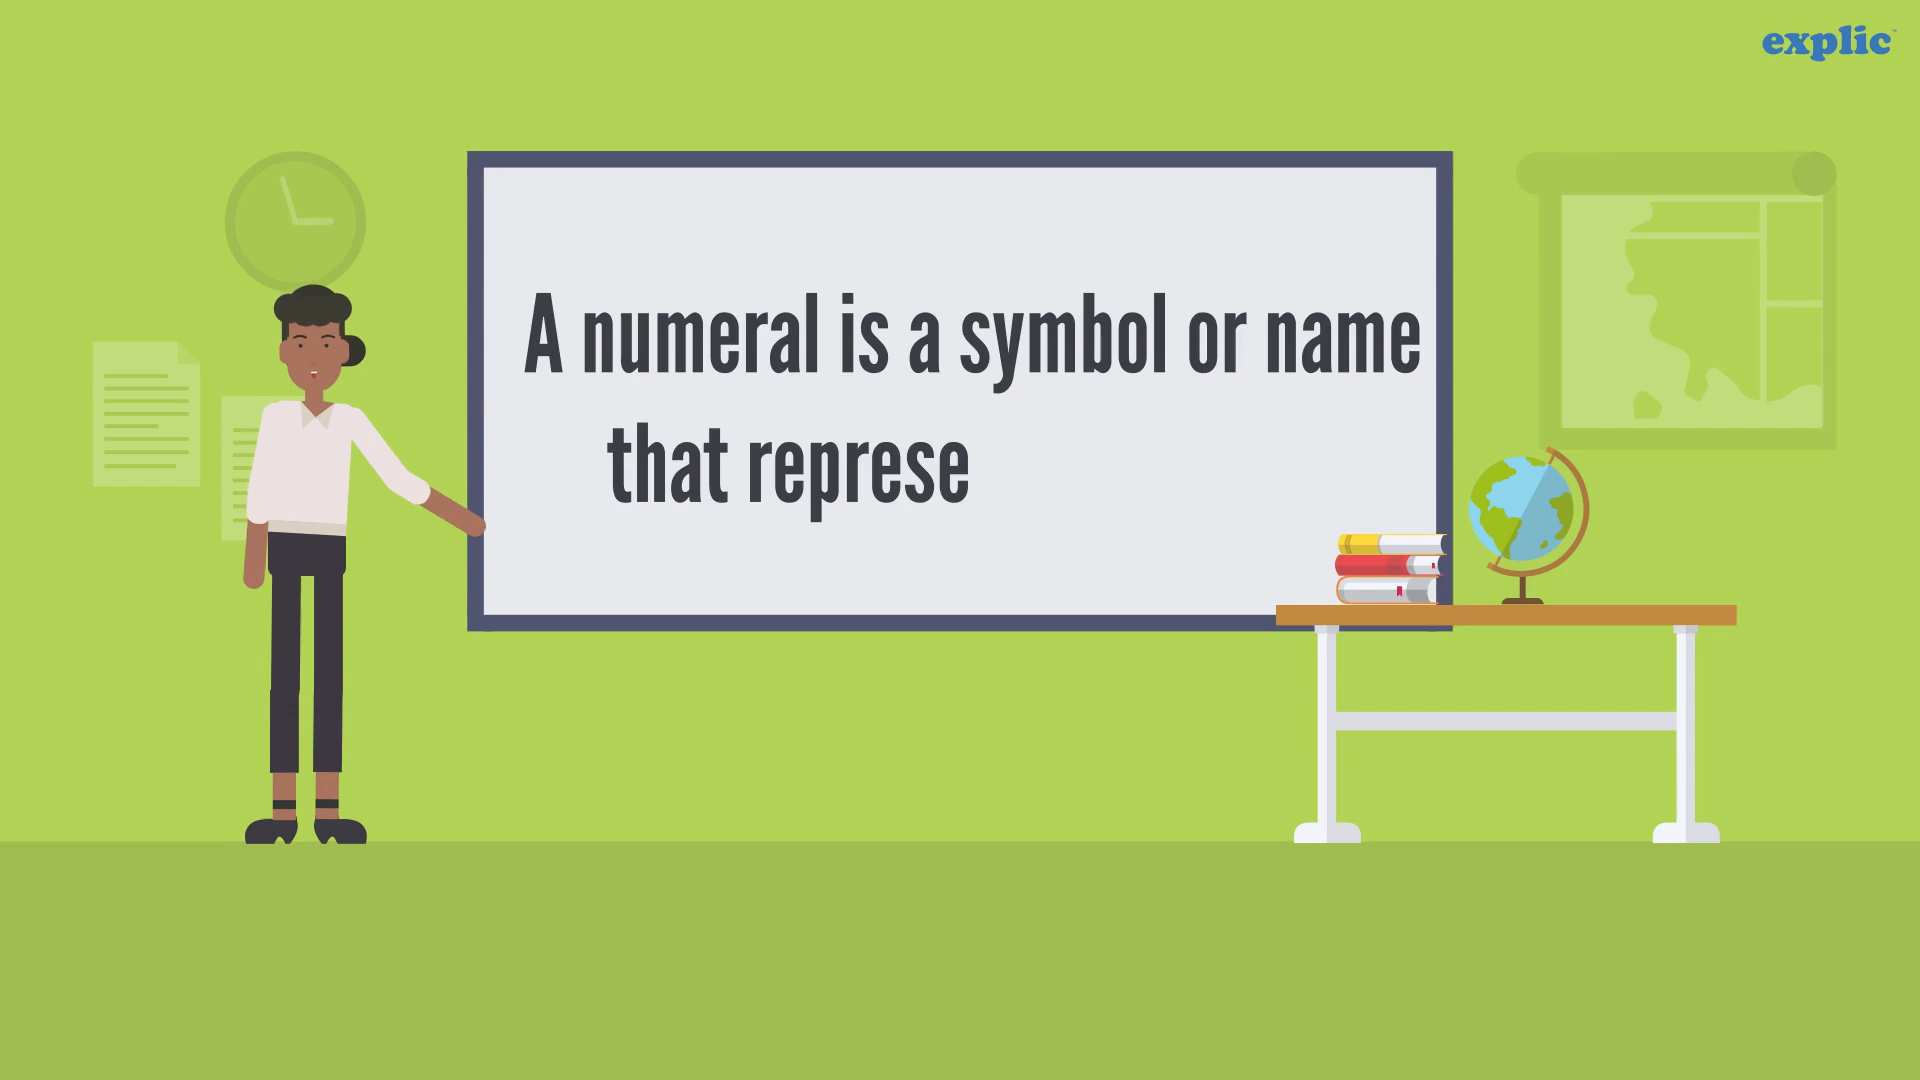 explic
A numeral is a symbol or name
that represe